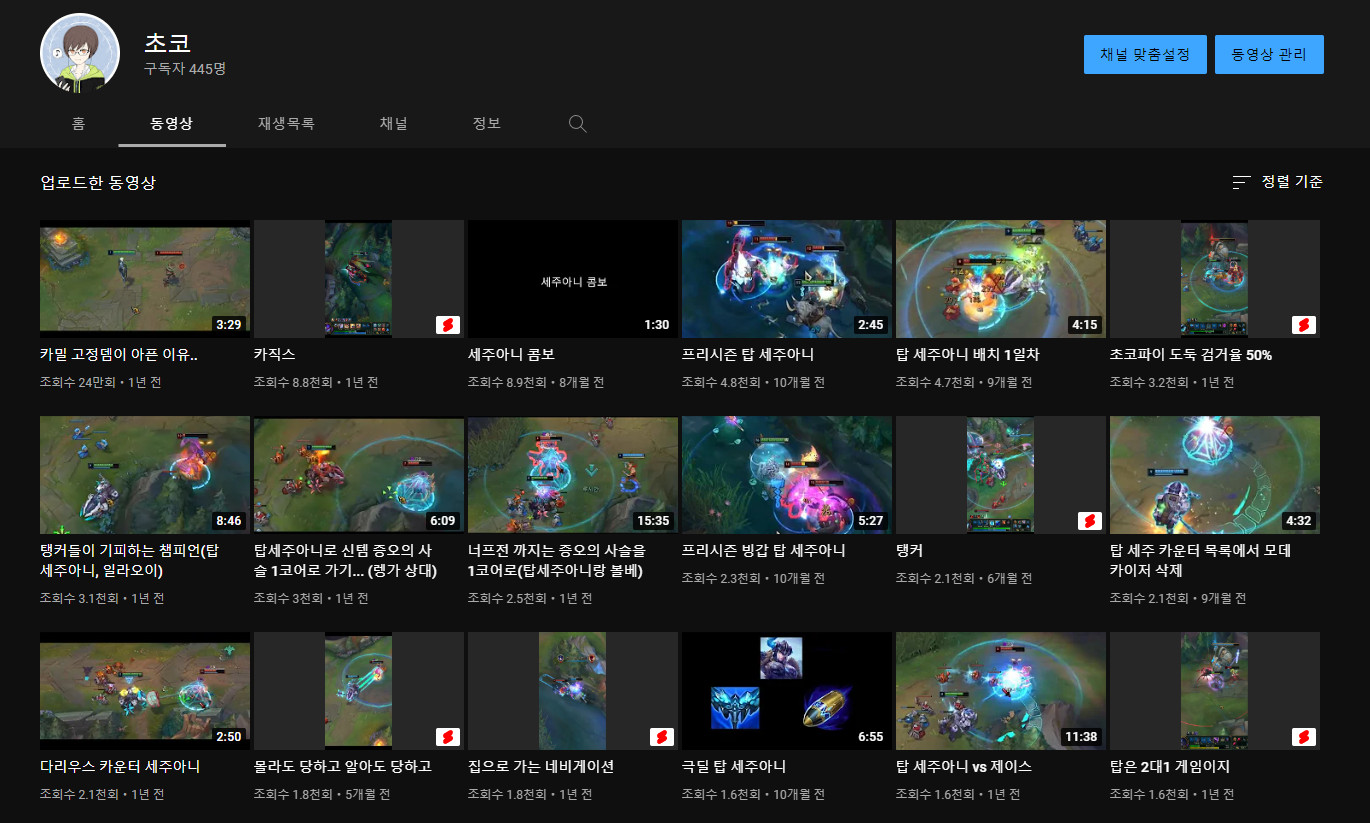 초코
구독자 445명
채널 맞춤설정
동영상 관리
홈
동영상
재생목록
채널
정보
업로드한 동영상
정렬 기준
3:29
세주아니 콤보
1:30
2:45
4:15
카밀 고정뎀이 아픈 이유..
카직스
세주아니 콤보
프리시즌 탑 세주아니
탑 세주아니 배치 1일차
초코파이 도둑 검거율 50%
조회수 24만회 • 1년 전
조회수 8.8천회 • 1년 전
조회수 8.9천회 • 8개월 전
조회수 4.8천회 • 10개월 전
조회수 4.7천회 • 9개월 전
조회수 3.2천회 • 1년 전
8:46
6:09
15:35
5:27
4:32
탱커들이 기피하는 챔피언(탑
세주아니, 일라오이)
탑세주아니로 신템 증오의 사
슬 1코어로 가기... (렝가 상대)
너프전 까지는 증오의 사슬을
1코어로(탑세주아니랑 볼베)
프리시즌 빙갑 탑 세주아니
탱커
탑 세주 카운터 목록에서 모데
카이저 삭제
조회수 3.1천회 • 1년 전
조회수 3천회 • 1년 전
조회수 2.5천회 • 1년 전
조회수 2.3천회 • 10개월 전
조회수 2.1천회 • 6개월 전
조회수 2.1천회 • 9개월 전
2:50
6:55
11:38
다리우스 카운터 세주아니
몰라도 당하고 알아도 당하고
집으로 가는 네비게이션
극딜 탑 세주아니
탑 세주아니 vs 제이스
탑은 2대1 게임이지
조회수 2.1천회 • 1년 전
조회수 1.8천회 • 5개월 전
조회수 1.8천회 • 1년 전
조회수 1.6천회 • 10개월 전
조회수 1.6천회 • 1년 전
조회수 1.6천회 • 1년 전